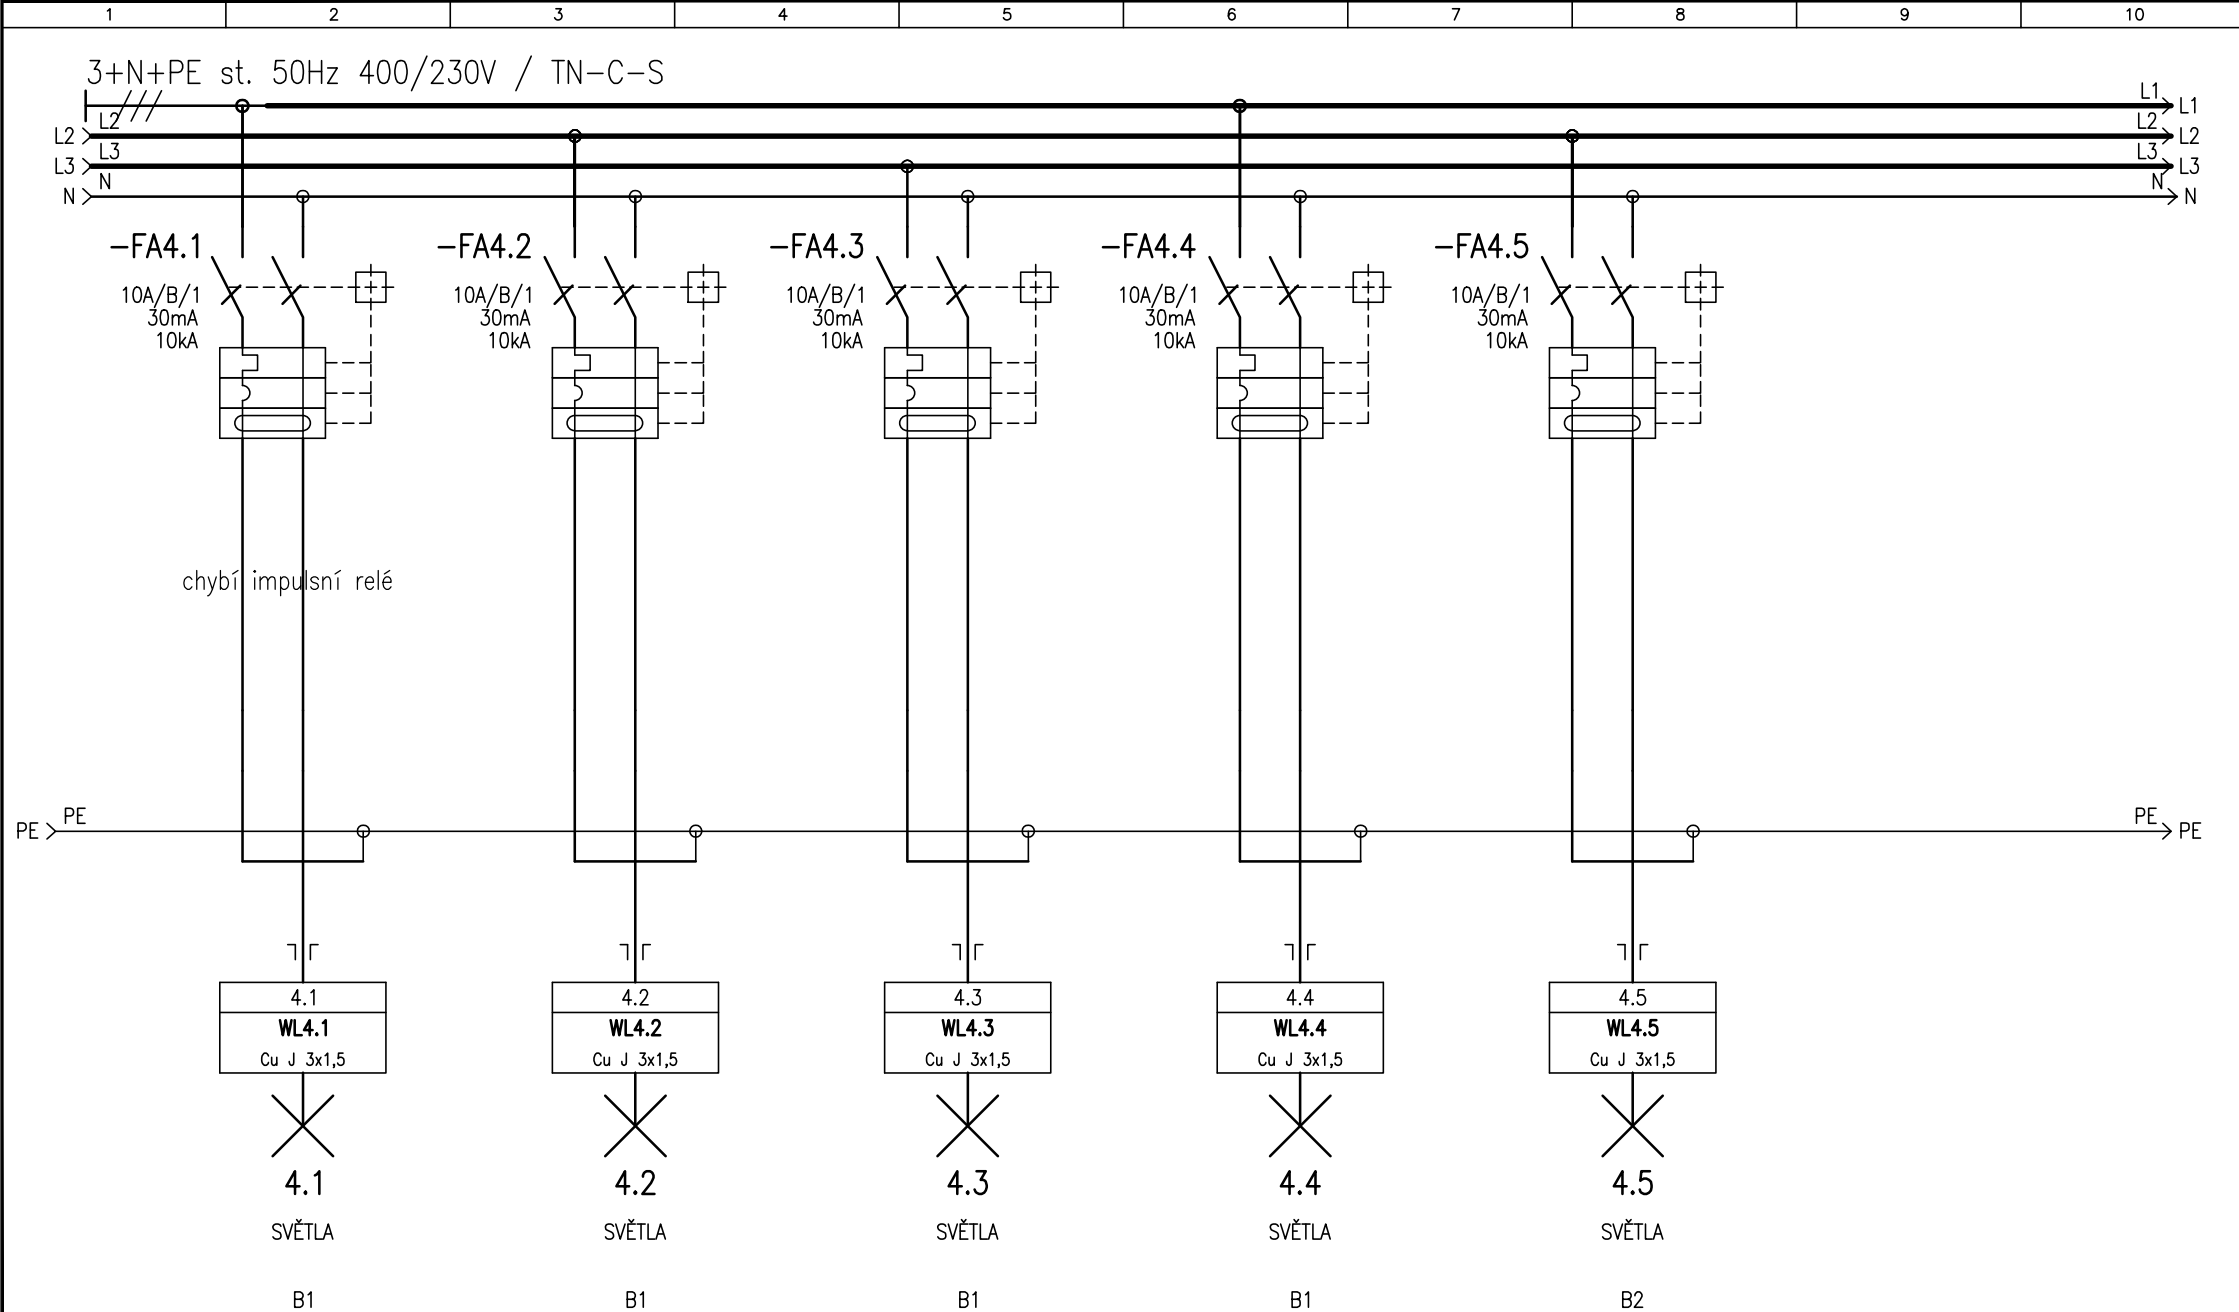 1 2 3 4 5 6 7 8 9 10
3+N+PE st. 50Hz 400/230V / TN-C-S
L1 L1
L2 L2 L2 L2
L3 L3 L3 L3
N N N N
-FA4.1 -FA4.2 -FA4.3 -FA4.4 -FA4.5
10A/B/1 10A/B/1 10A/B/1 10A/B/1 10A/B/1
30mA 30mA 30mA 30mA 30mA
10kA 10kA 10kA 10kA 10kA
chybí impulsní relé
PE PE PE PE
4.1 4.2 4.3 4.4 4.5
WL4.1 WL4.2 WL4.3 WL4.4 WL4.5
Cu J 3x1,5 Cu J 3x1,5 Cu J 3x1,5 Cu J 3x1,5 Cu J 3x1,5
4.1 4.2 4.3 4.4 4.5
SVĚTLA SVĚTLA SVĚTLA SVĚTLA SVĚTLA
B1 B1 B1 B1 B2